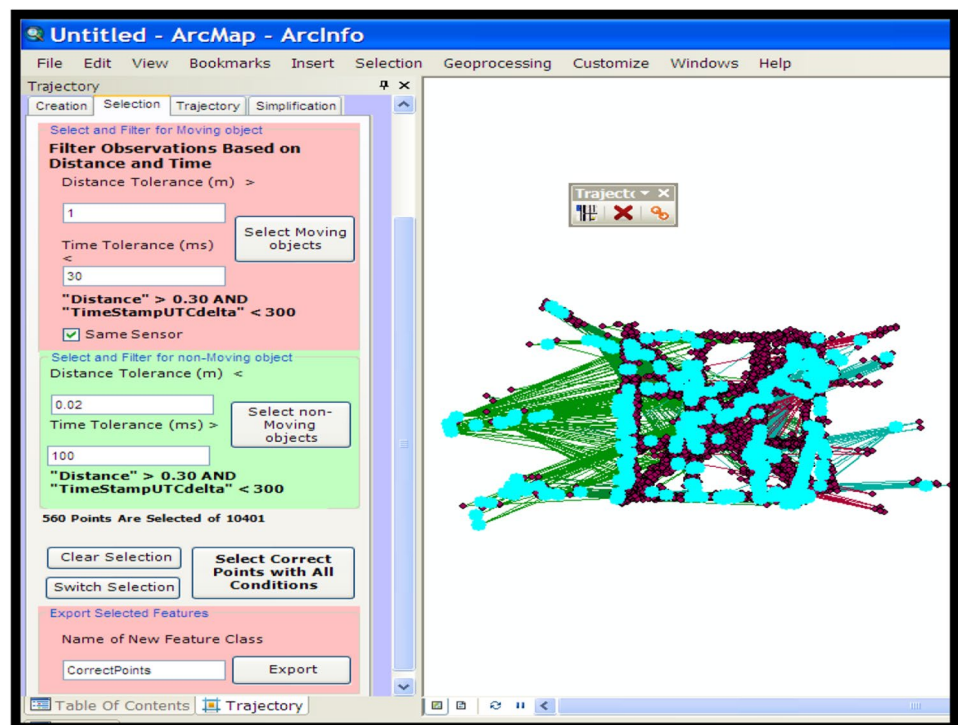 Untitled - ArcMap - ArcInfo
File Edit View Bookmarks Insert Selection Geoprocessing Customize Windows Help
Trajectory
Creation Selection Trajectory Simplification
Select and Filter for Moving object
Filter Observations Based on
Distance and Time
Distance Tolerance (m) >
1
Select Moving
objects
Time Tolerance (ms)
<
30
"Distance" > 0.30 AND
"TimeStampUTCdelta" < 300
Same Sensor
Select and Filter for non-Moving object
Distance Tolerance (m) <
0.02
Time Tolerance (ms) >
Select non-
Moving
objects
100
"Distance" > 0.30 AND
"TimeStampUTCdelta" < 300
560 Points Are Selected of 10401
Clear Selection
Switch Selection
Select Correct
Points with All
Conditions
Export Selected Features
Name of New Feature Class
CorrectPoints
Export
Table Of Contents Trajectory